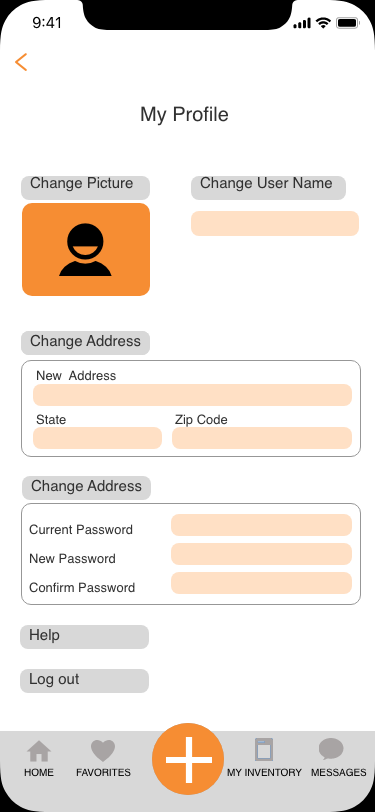 9:41
My Profile
Change Picture
Change User Name
Change Address
New Address
State Zip Code
Change Address
Current Password
New Password
Confirm Password
Help
Log out
HOME FAVORITES MY INVENTORY MESSAGES